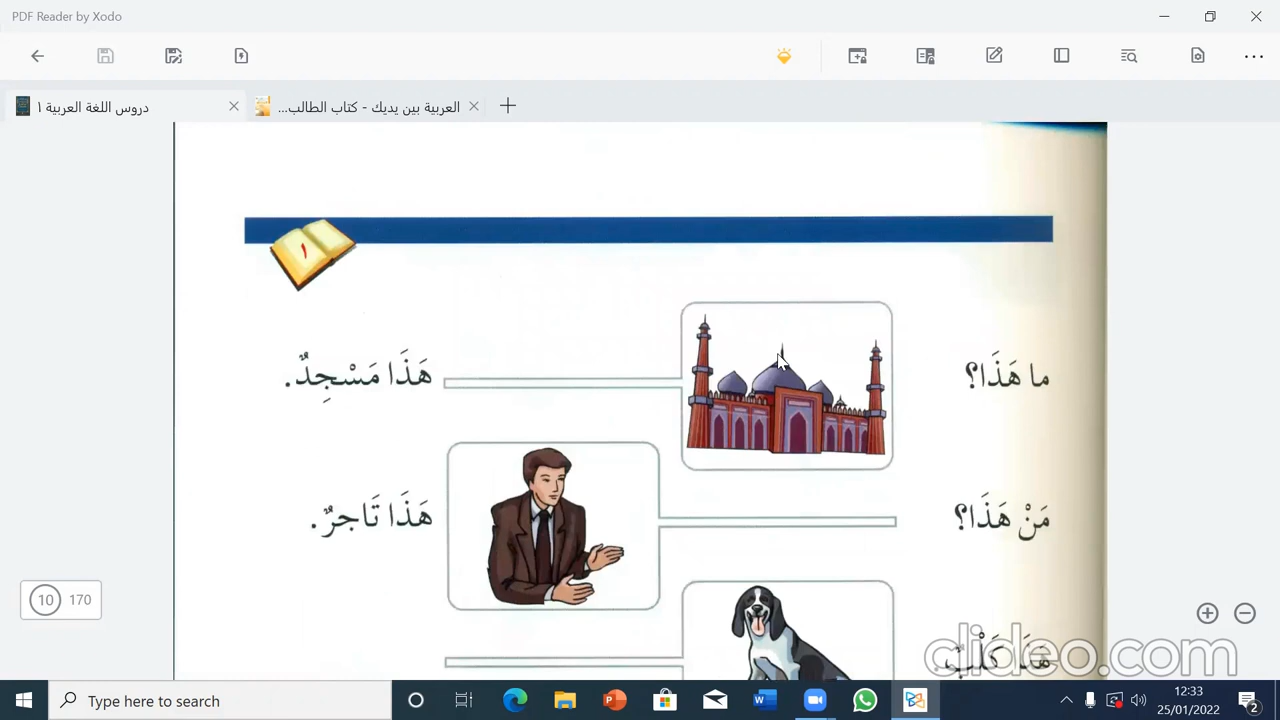 PDF Reader by Xodo
دروس اللغة العربية ١
العربية بين يديك - كتاب الطالب...
١
ما هَذَا؟
هَذَا مَسْجِدٌ.
مَنْ هَذَا؟
هَذَا تَاجِرٌ.
10 170
clideo.com
Type here to search
12:33
25/01/2022
2